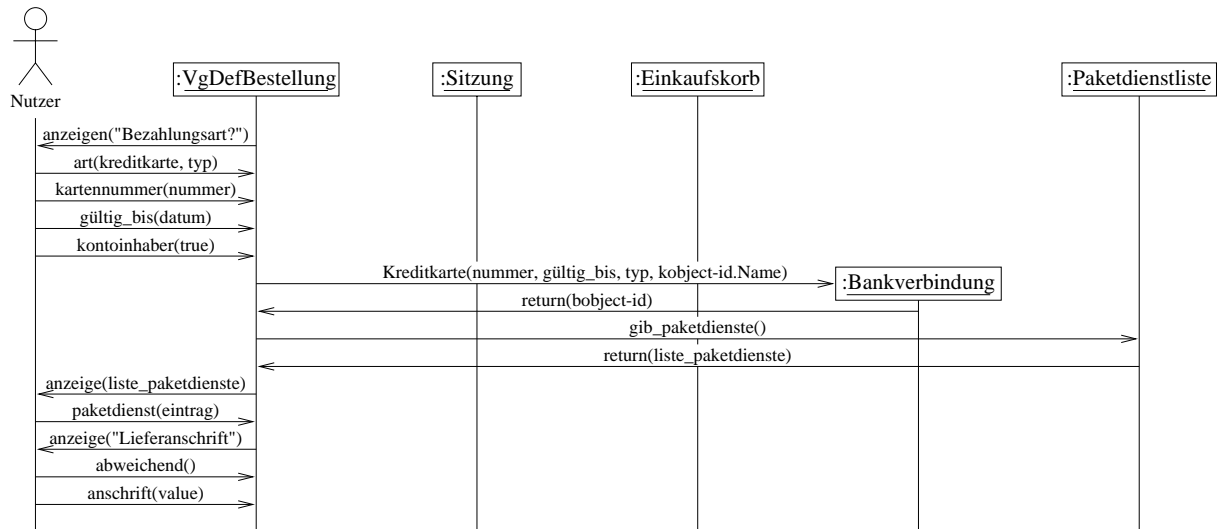 Nutzer
:VgDefBestellung
:Sitzung
:Einkaufskorb
:Paketdienstliste
anzeigen("Bezahlungsart?")
art(kreditkarte, typ)
kartennummer(nummer)
gültig_bis(datum)
kontoinhaber(true)
Kreditkarte(nummer, gültig_bis, typ, kobject-id.Name)
:Bankverbindung
return(bobject-id)
gib_paketdienste()
return(liste_paketdienste)
anzeige(liste_paketdienste)
paketdienst(eintrag)
anzeige("Lieferanschrift")
abweichend()
anschrift(value)